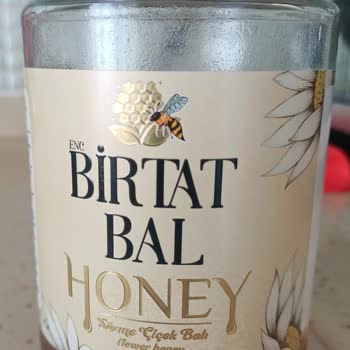 ENC
BİRTAT
BAL
HONEY
Süzme Çiçek Balı
flower honey